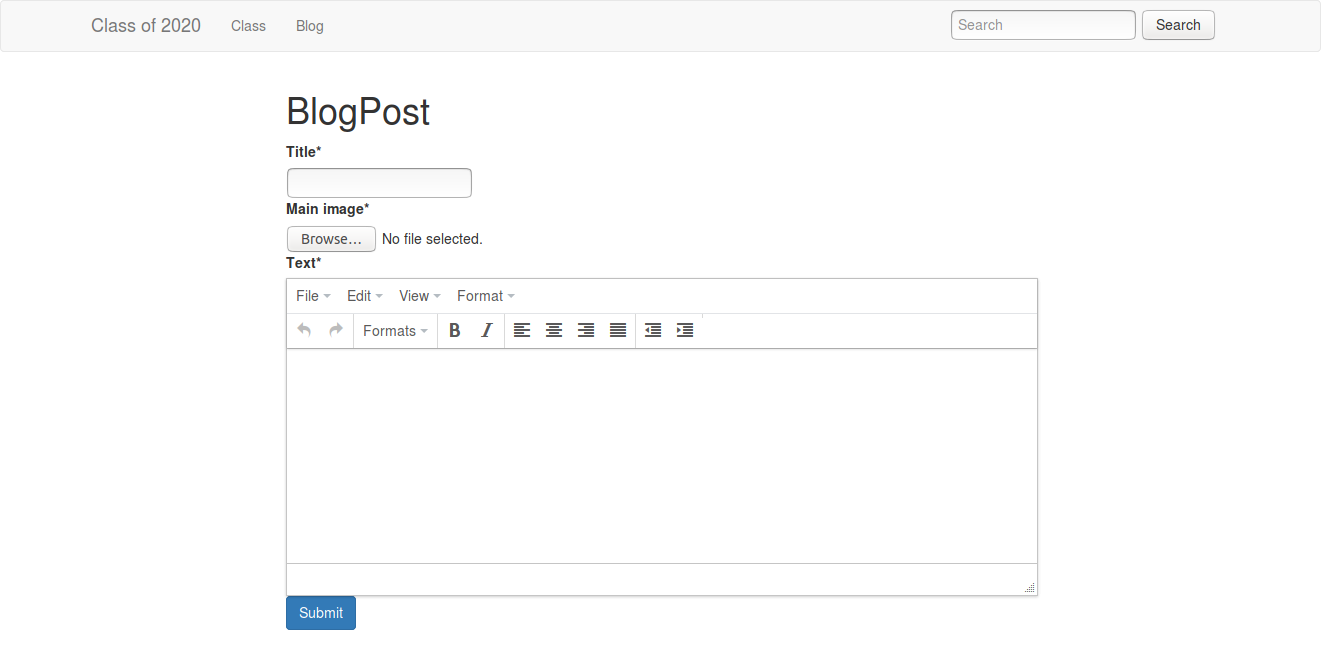 Class of 2020 Class Blog Search Search
BlogPost
Title*
Main image*
Browse... No file selected.
Text*
File Edit View Format
Formats B I
Submit